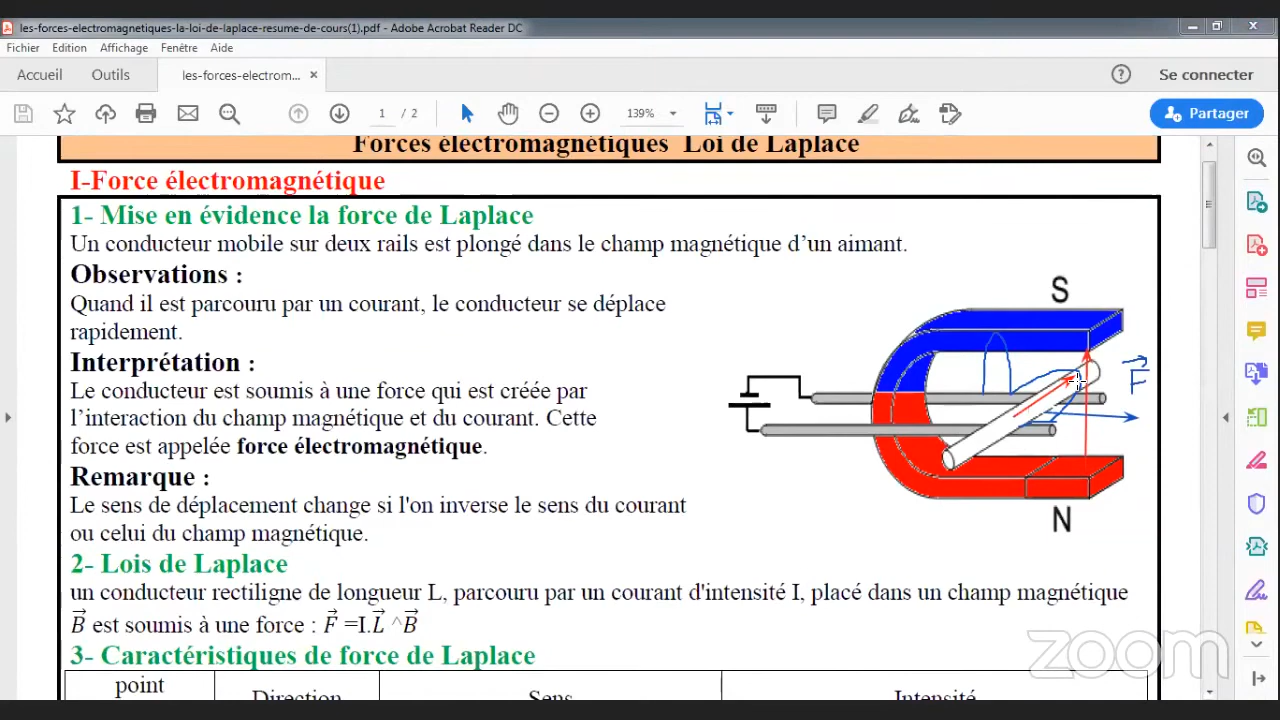 les-forces-electromagnetiques-la-loi-de-laplace-resume-de-cours(1).pdf - Adobe Acrobat Reader DC
Fichier Edition Affichage Fenêtre Aide
Accueil Outils les-forces-electrom... × Se connecter
1 / 2 139% Partager
Forces électromagnétiques Loi de Laplace
I-Force électromagnétique
1- Mise en évidence la force de Laplace
Un conducteur mobile sur deux rails est plongé dans le champ magnétique d’un aimant.
Observations :
Quand il est parcouru par un courant, le conducteur se déplace
rapidement.
Interprétation :
Le conducteur est soumis à une force qui est créée par
l’interaction du champ magnétique et du courant. Cette
force est appelée force électromagnétique.
Remarque :
Le sens de déplacement change si l'on inverse le sens du courant
ou celui du champ magnétique.
S
F⃗
N
2- Lois de Laplace
un conducteur rectiligne de longueur L, parcouru par un courant d'intensité I, placé dans un champ magnétique
B⃗ est soumis à une force : F⃗ =I.L⃗ ^B⃗
3- Caractéristiques de force de Laplace
point Direction Sens Intensité
zoom